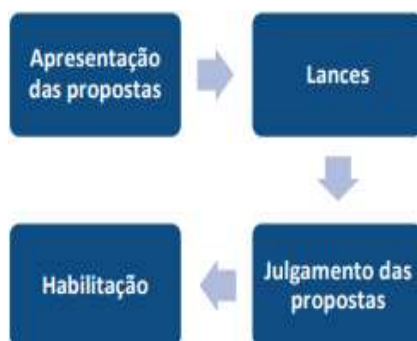 Apresentação
das propostas
Lances
Julgamento das
propostas
Habilitação